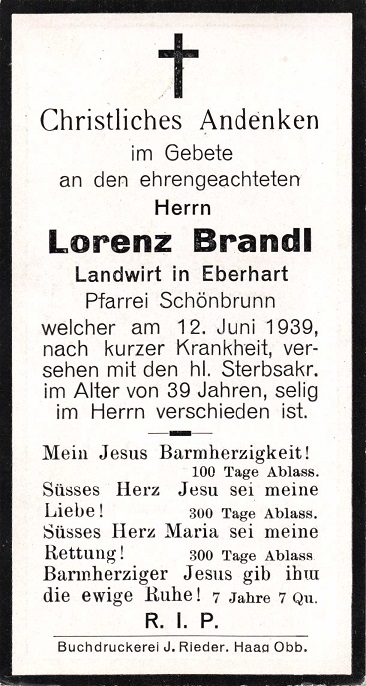 Christliches Andenken
im Gebete
an den ehrengeachteten
Herrn
Lorenz Brandl
Landwirt in Eberhart
Pfarrei Schönbrunn
welcher am 12. Juni 1939,
nach kurzer Krankheit, ver-
sehen mit den hl. Sterbsakr.
im Alter von 39 Jahren, selig
im Herrn verschieden ist.
Mein Jesus Barmherzigkeit!
100 Tage Ablass.
Süsses Herz Jesu sei meine
Liebe! 300 Tage Ablass.
Süsses Herz Maria sei meine
Rettung! 300 Tage Ablass
Barmherziger Jesus gib ihm
die ewige Ruhe! 7 Jahre 7 Qu.
R. I. P.
Buchdruckerei J. Rieder. Haag Obb.